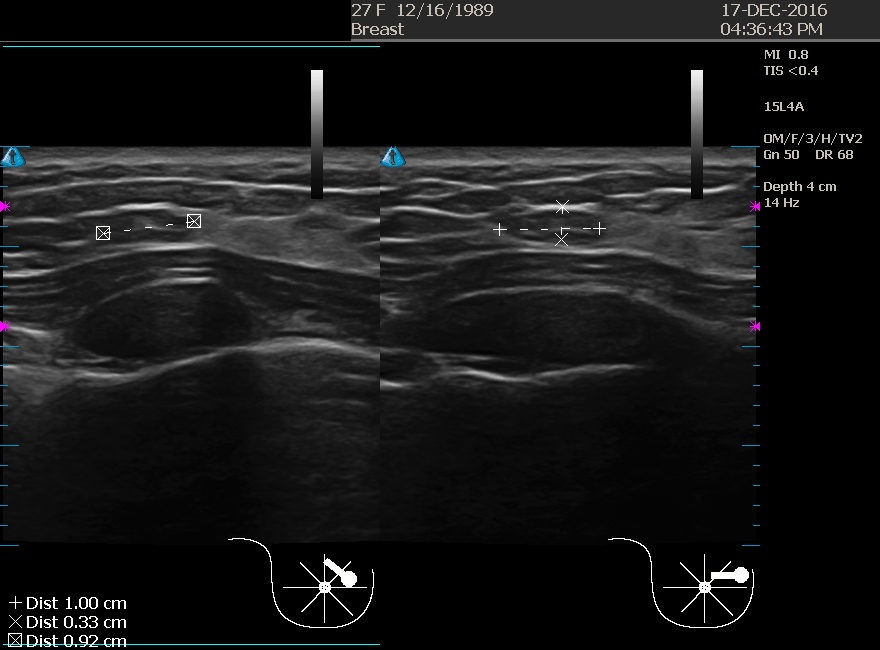 27 F 12/16/1989
17-DEC-2016
Breast
04:36:43 PM
MI 0.8
TIS <0.4
15L4A
OM/F/3/H/TV2
Gn 50 DR 68
Depth 4 cm
14 Hz
Dist 1.00 cm
Dist 0.33 cm
Dist 0.92 cm